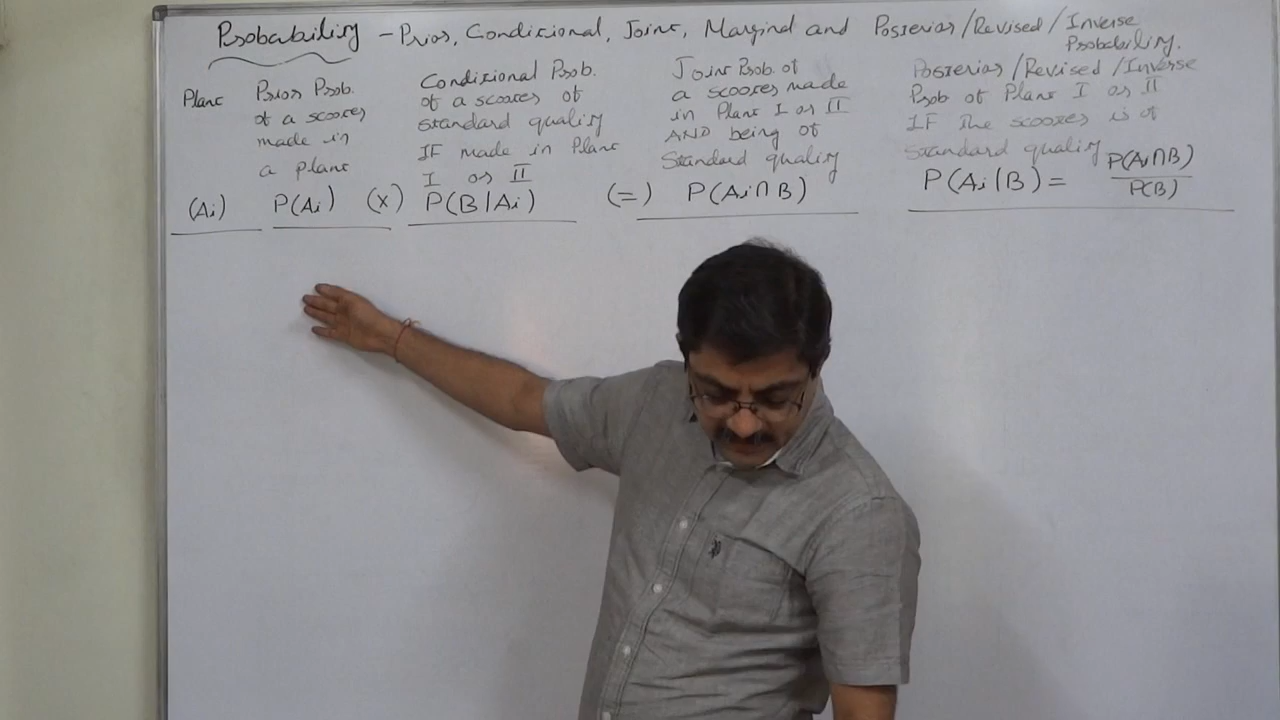 Probability - Prior, Conditional, Joint, Marginal and Posterior/Revised/Inverse
Probability.
Plant
(Ai)
Prior Prob.
of a scooter
made in
a plant
P(Ai)
(x)
Conditional Prob.
of a scooter of
standard quality
IF made in Plant
I or II
P(B|Ai)
(=)
Joint Prob. of
a scooter made
in Plant I or II
AND being of
Standard quality
P(Ai∩B)
Posterior/Revised/Inverse
Prob of Plant I or II
IF the scooter is of
standard quality
P(Ai|B) = P(Ai∩B)
P(B)